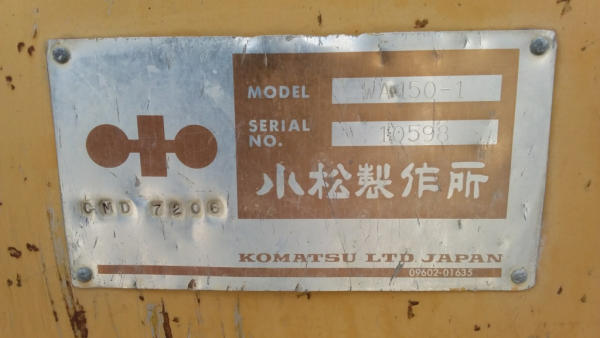 MODEL WA150-1
SERIAL NO. 10598
小松製作所
CMD 7206
KOMATSU LTD. JAPAN
09602-01635